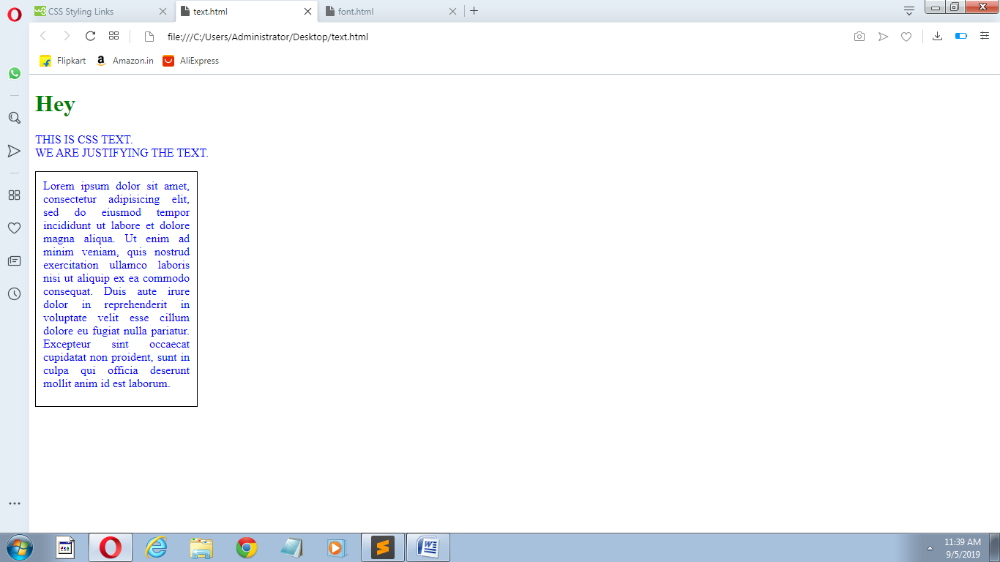 CSS Styling Links
text.html
font.html
file:///C:/Users/Administrator/Desktop/text.html
Flipkart
Amazon.in
AliExpress
Hey
THIS IS CSS TEXT.
WE ARE JUSTIFYING THE TEXT.
Lorem ipsum dolor sit amet,
consectetur adipisicing elit,
sed do eiusmod tempor
incididunt ut labore et dolore
magna aliqua. Ut enim ad
minim veniam, quis nostrud
exercitation ullamco laboris
nisi ut aliquip ex ea commodo
consequat. Duis aute irure
dolor in reprehenderit in
voluptate velit esse cillum
dolore eu fugiat nulla pariatur.
Excepteur sint occaecat
cupidatat non proident, sunt in
culpa qui officia deserunt
mollit anim id est laborum.
11:39 AM
9/5/2019